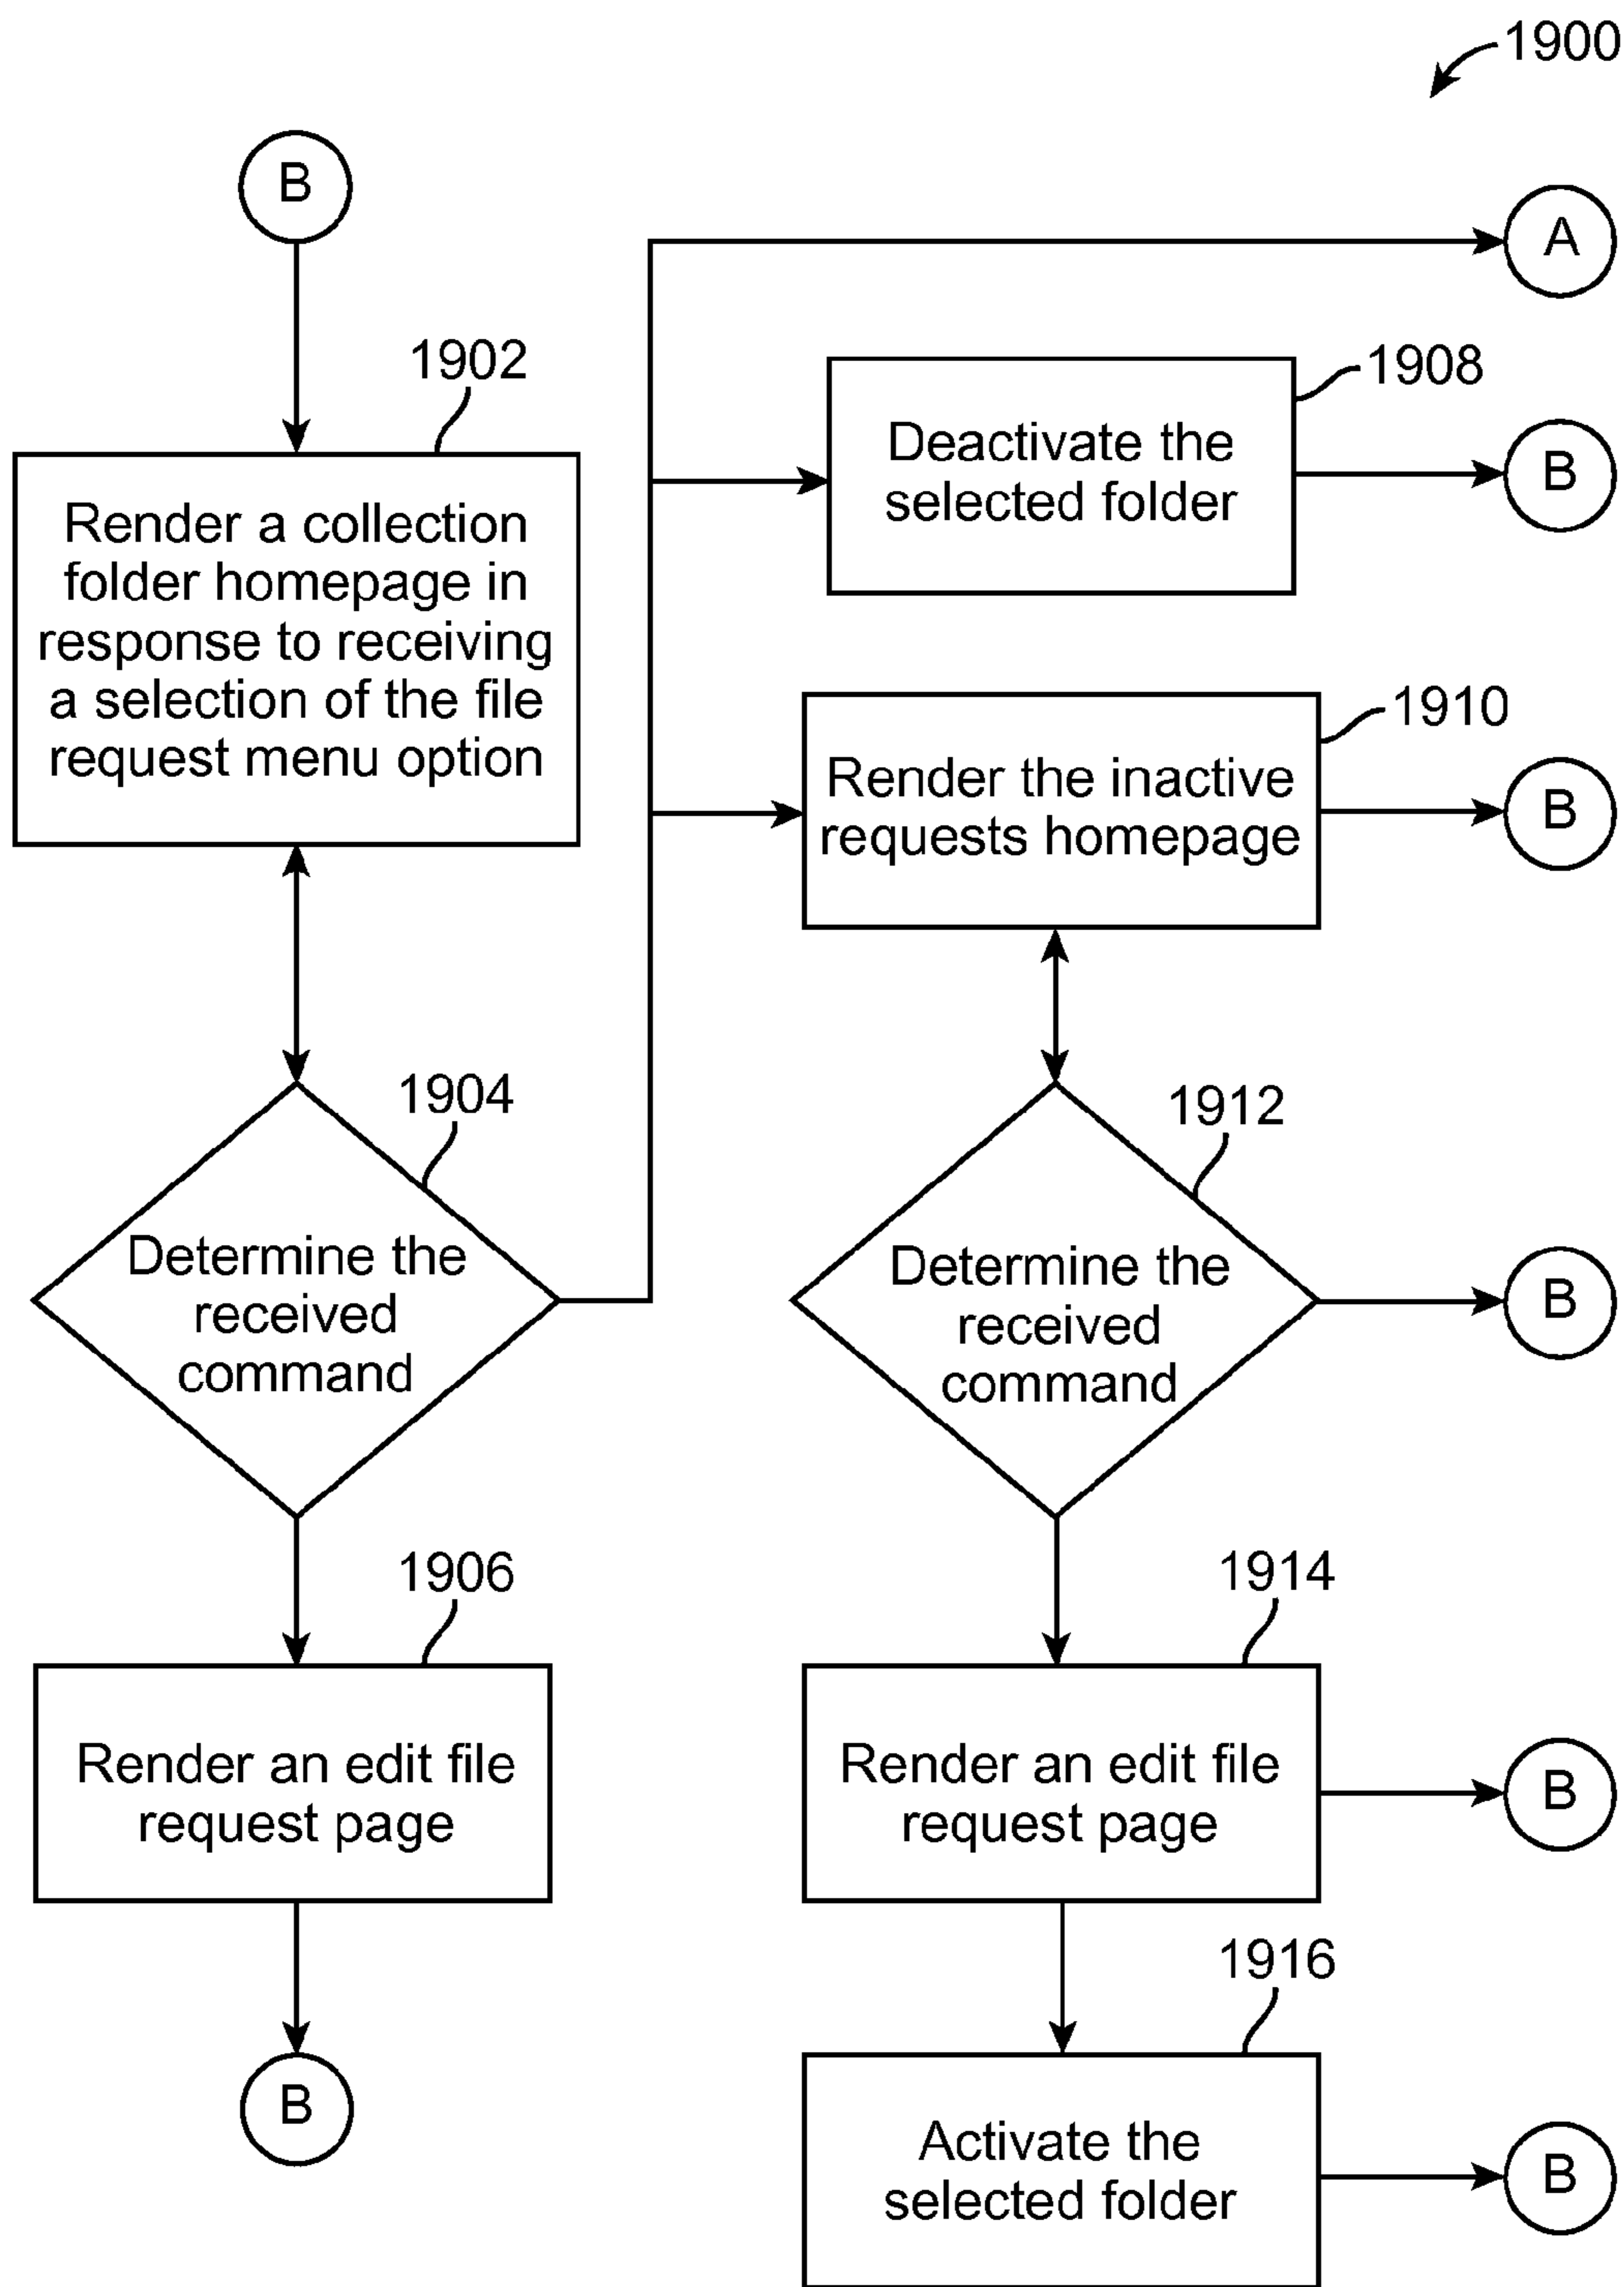 1900
B
A
1902
1908
Deactivate the
selected folder
B
Render a collection
folder homepage in
response to receiving
a selection of the file
request menu option
1910
Render the inactive
requests homepage
B
1904
Determine the
received
command
1912
Determine the
received
command
B
1906
Render an edit file
request page
B
1914
Render an edit file
request page
B
1916
Activate the
selected folder
B